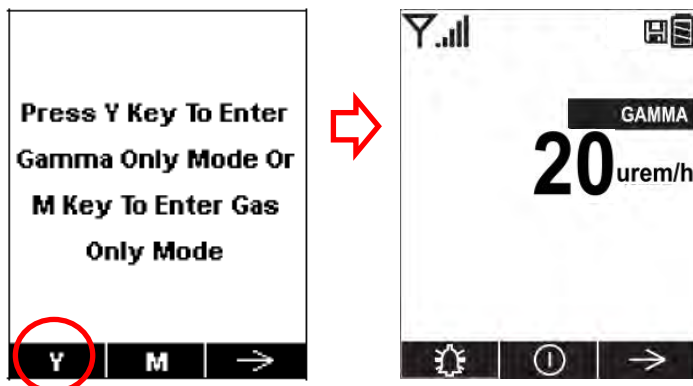 Press Y Key To Enter
Gamma Only Mode Or
M Key To Enter Gas
Only Mode
Y M
GAMMA
20 urem/h